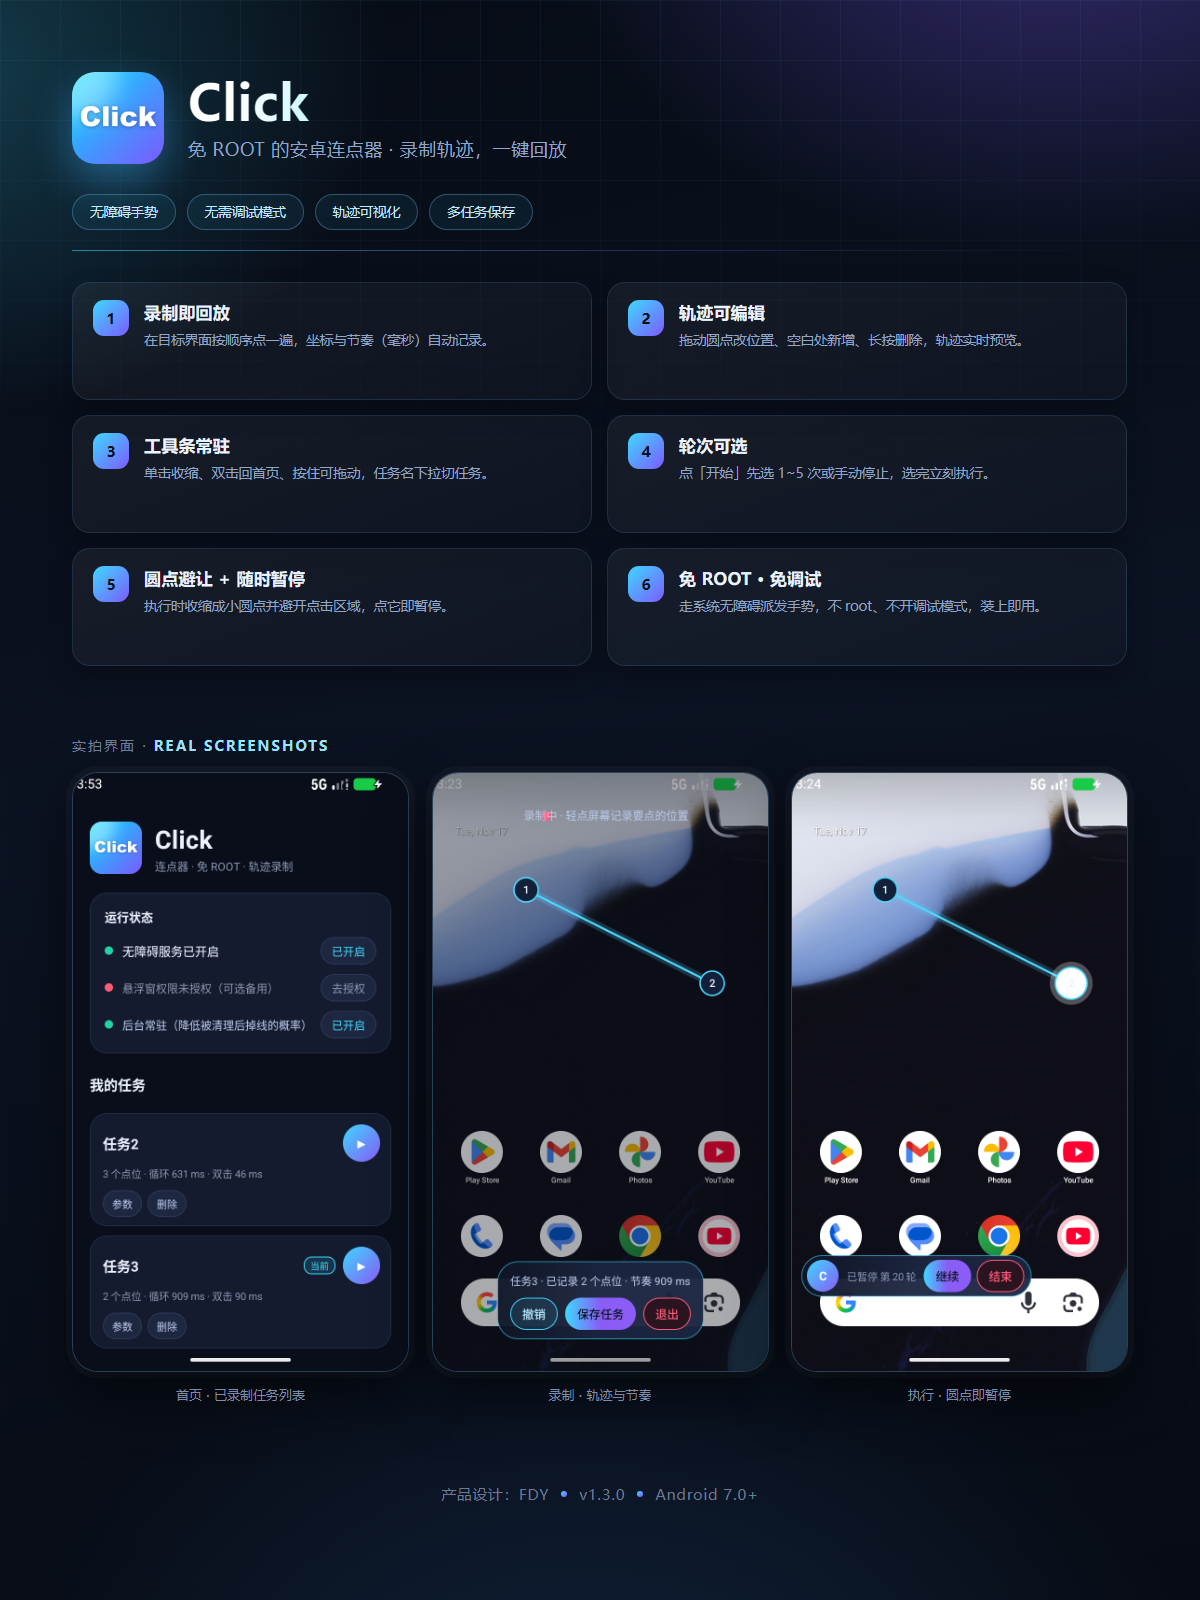 Click
Click
免 ROOT 的安卓连点器 · 录制轨迹，一键回放
无障碍手势
无需调试模式
轨迹可视化
多任务保存
1
录制即回放
在目标界面按顺序点一遍，坐标与节奏（毫秒）自动记录。
2
轨迹可编辑
拖动圆点改位置、空白处新增、长按删除，轨迹实时预览。
3
工具条常驻
单击收缩、双击回首页、按住可拖动，任务名下拉切任务。
4
轮次可选
点「开始」先选 1~5 次或手动停止，选完立刻执行。
5
圆点避让 + 随时暂停
执行时收缩成小圆点并避开点击区域，点它即暂停。
6
免 ROOT • 免调试
走系统无障碍派发手势，不 root、不开调试模式，装上即用。
实拍界面 · REAL SCREENSHOTS
3:53
5G
Click
Click
连点器 · 免 ROOT · 轨迹录制
运行状态
无障碍服务已开启
已开启
悬浮窗权限未授权（可选备用）
去授权
后台常驻（降低被清理后掉线的概率）
已开启
我的任务
任务2
3 个点位 · 循环 631 ms · 双击 46 ms
参数
删除
任务3
当前
2 个点位 · 循环 909 ms · 双击 90 ms
参数
删除
首页 · 已录制任务列表
3:23
5G
录制中 · 轻点屏幕记录要点的位置
Tue, Nov 17
1
2
Play Store
Gmail
Photos
YouTube
任务3 · 已记录 2 个点位 · 节奏 909 ms
撤销
保存任务
退出
录制 · 轨迹与节奏
3:24
5G
Tue, Nov 17
1
2
Play Store
Gmail
Photos
YouTube
C
已暂停 第 20 轮
继续
结束
执行 · 圆点即暂停
产品设计：FDY • v1.3.0 • Android 7.0+